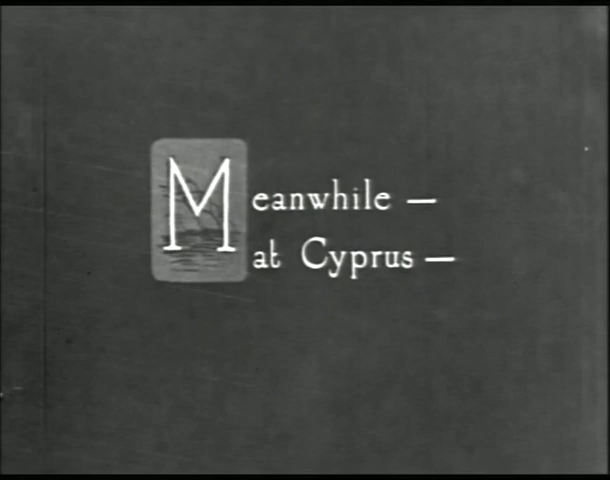 Meanwhile —
at Cyprus —